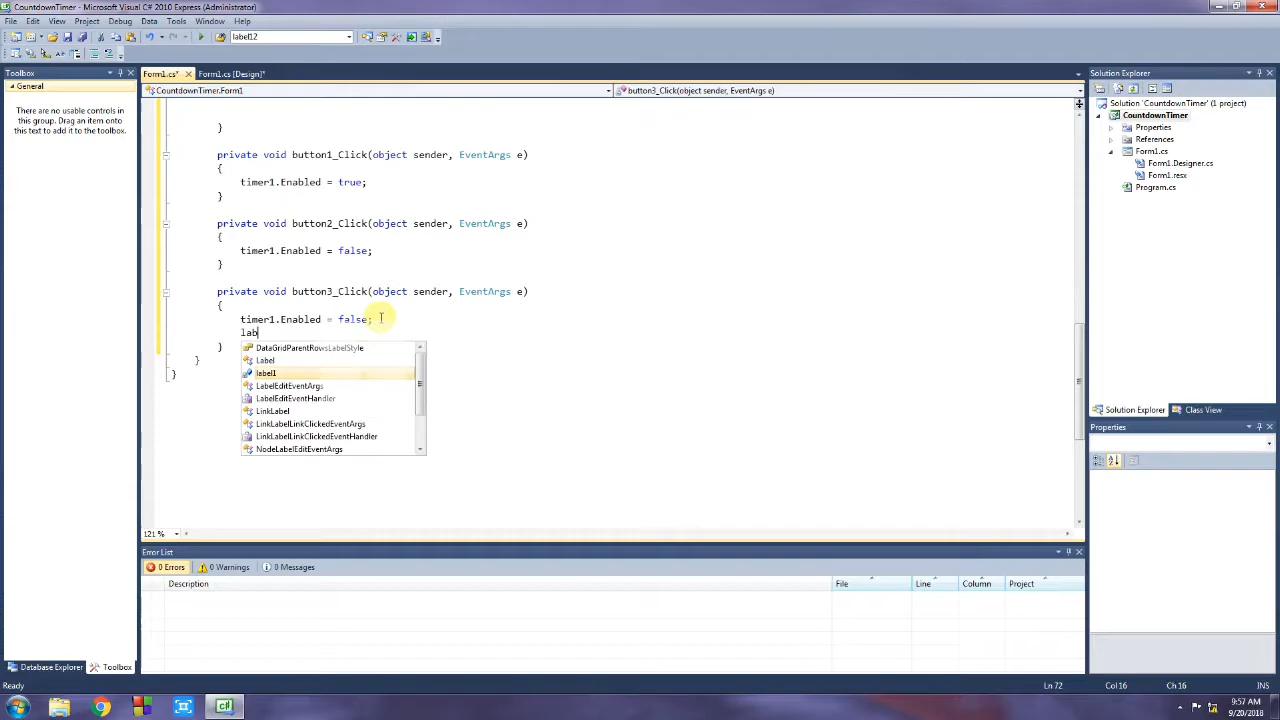 CountdownTimer - Microsoft Visual C# 2010 Express (Administrator)
File Edit View Project Debug Data Tools Window Help
label12
Toolbox
General
There are no usable controls in
this group. Drag an item onto
this text to add it to the toolbox.
Database Explorer
Toolbox
Form1.cs*
Form1.cs [Design]*
CountdownTimer.Form1
button3_Click(object sender, EventArgs e)
}
private void button1_Click(object sender, EventArgs e)
{
timer1.Enabled = true;
}
private void button2_Click(object sender, EventArgs e)
{
timer1.Enabled = false;
}
private void button3_Click(object sender, EventArgs e)
{
timer1.Enabled = false;
lab
}
}
}
DataGridParentRowsLabelStyle
Label
label1
LabelEditEventArgs
LabelEditEventHandler
LinkLabel
LinkLabelLinkClickedEventArgs
LinkLabelLinkClickedEventHandler
NodeLabelEditEventArgs
121 %
Error List
0 Errors
0 Warnings
0 Messages
Description File Line Column Project
Solution Explorer
Solution 'CountdownTimer' (1 project)
CountdownTimer
Properties
References
Form1.cs
Form1.Designer.cs
Form1.resx
Program.cs
Solution Explorer
Class View
Properties
Ready
Ln 72 Col 16 Ch 16 INS
9:57 AM
9/20/2018